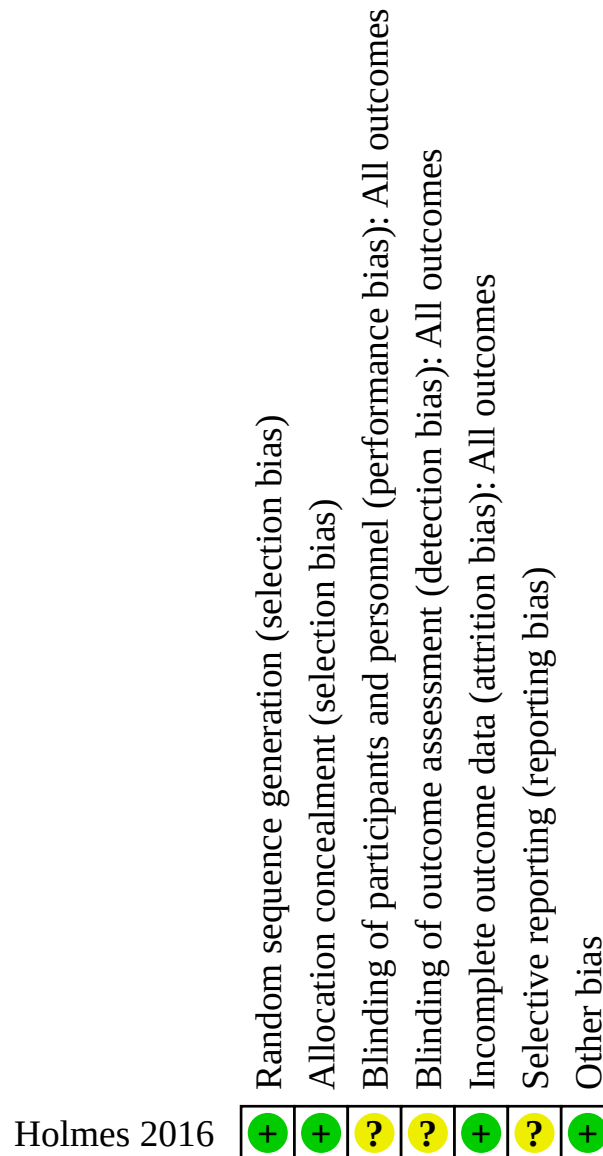 Random sequence generation (selection bias)
Allocation concealment (selection bias)
Blinding of participants and personnel (performance bias): All outcomes
Blinding of outcome assessment (detection bias): All outcomes
Incomplete outcome data (attrition bias): All outcomes
Selective reporting (reporting bias)
Other bias
Holmes 2016 + + ? ? + ? +